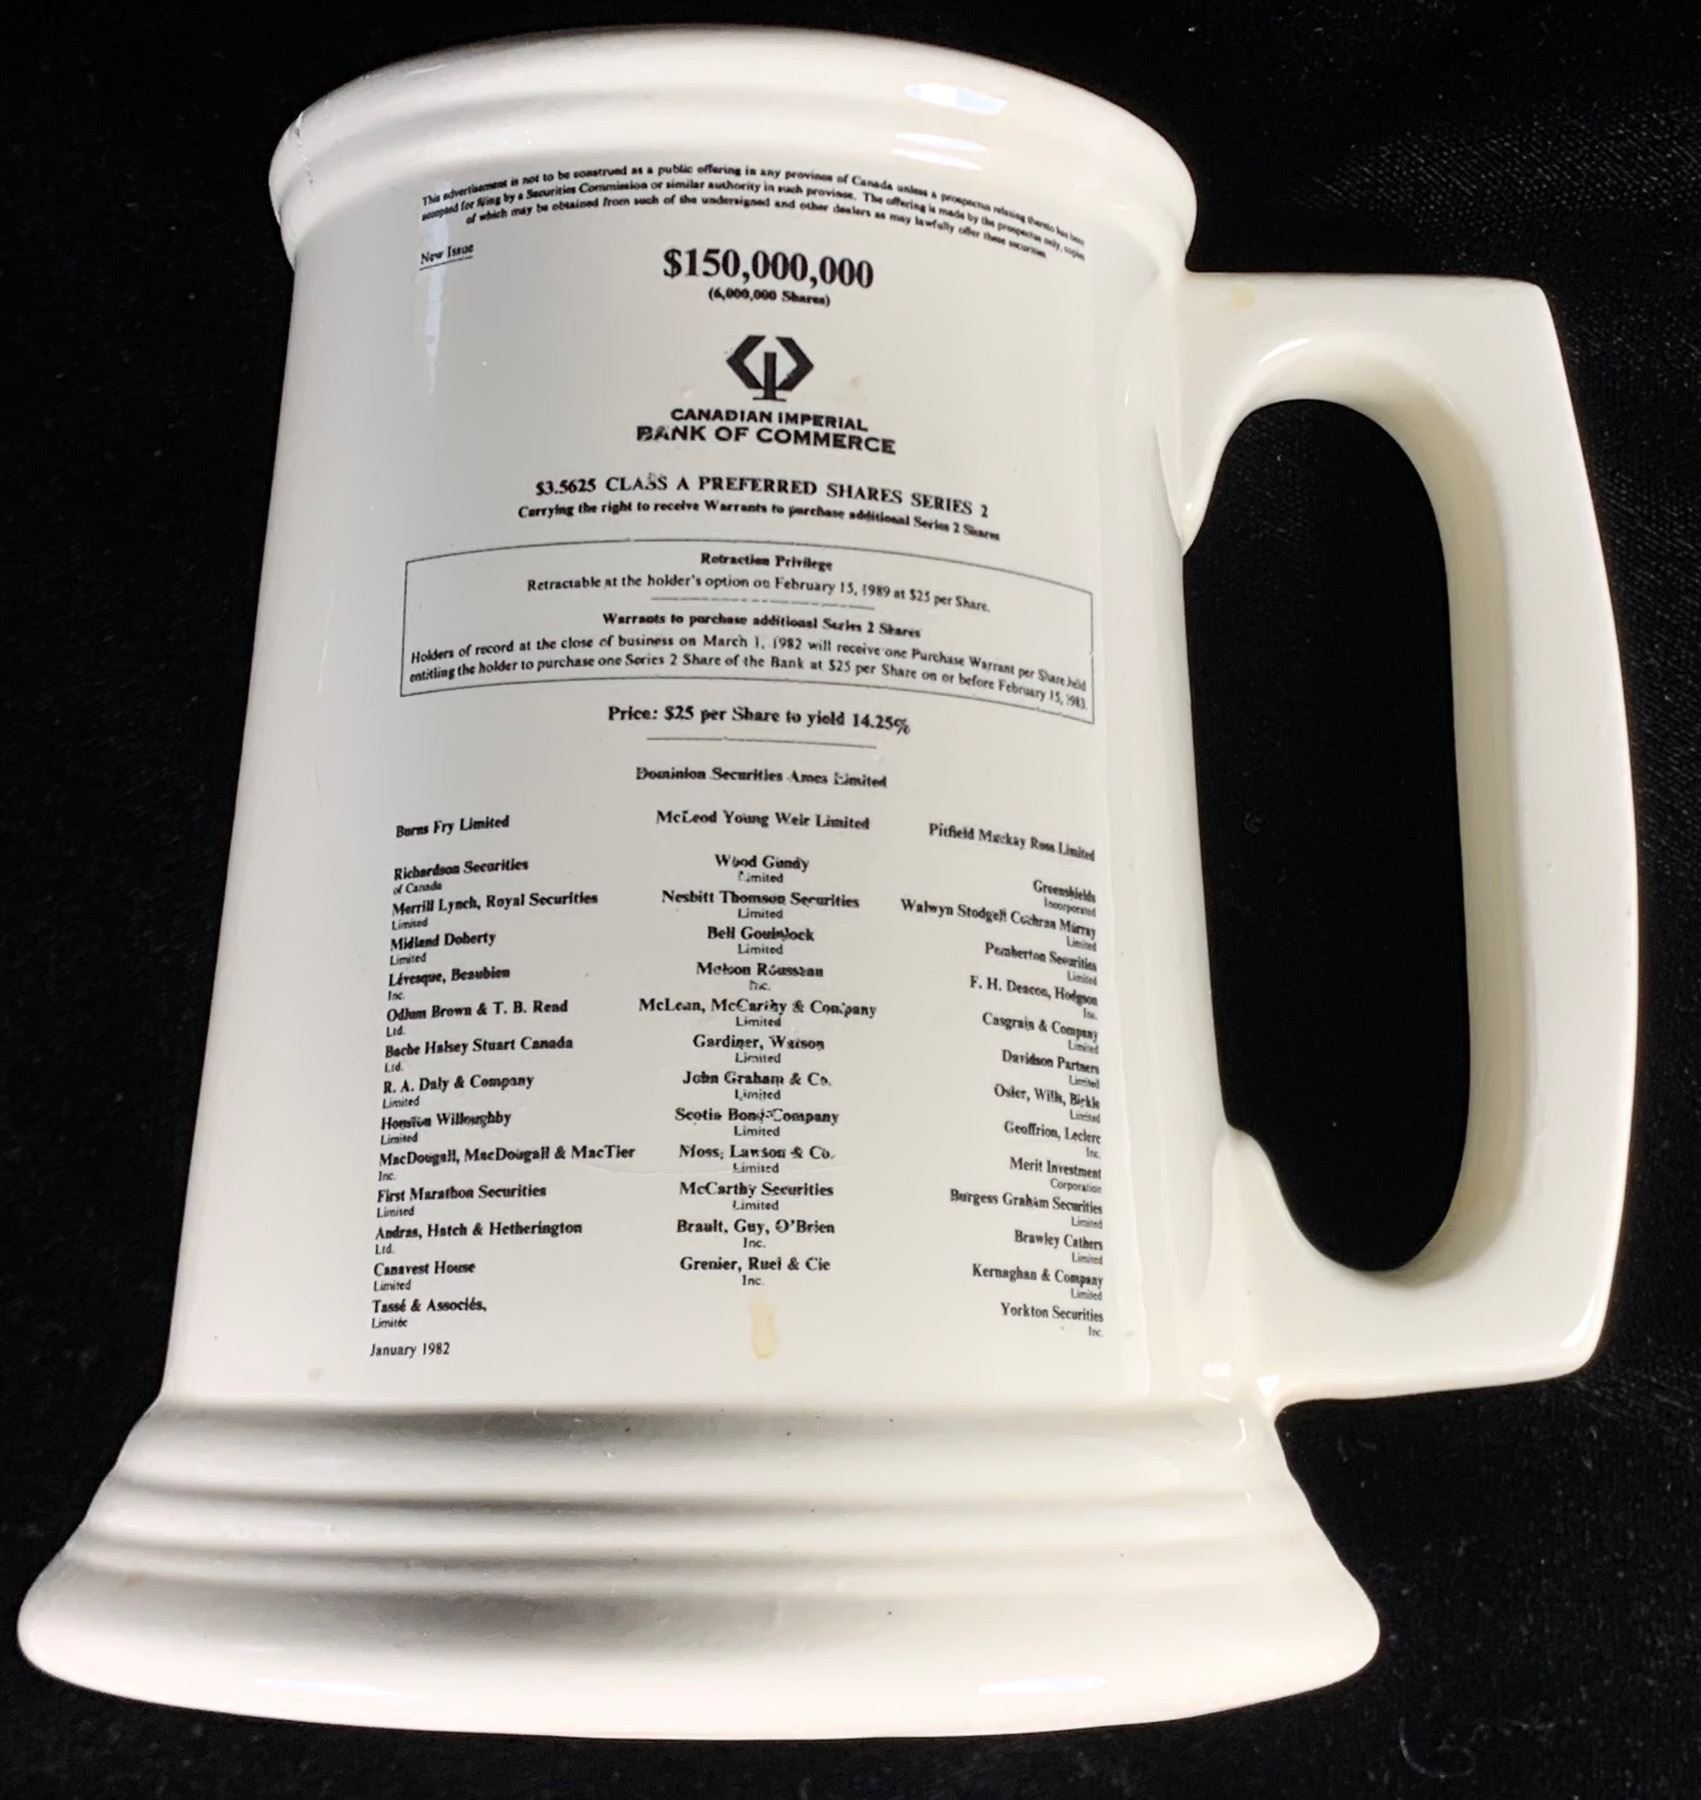 This advertisement is not to be construed as a public offering in any province of Canada unless a prospectus relating thereto has been
accepted for filing by a Securities Commission or similar authority in such province. The offering is made by the prospectus only, copies
of which may be obtained from such of the undersigned and other dealers as may lawfully offer these securities
New Issue
$150,000,000
(6,000,000 Shares)
CANADIAN IMPERIAL
BANK OF COMMERCE
$3.5625 CLASS A PREFERRED SHARES SERIES 2
Carrying the right to receive Warrants to purchase additional Series 2 Shares
Retraction Privilege
Retractable at the holder's option on February 15, 1989 at $25 per Share.
Warrants to purchase additional Series 2 Shares
Holders of record at the close of business on March 1, 1982 will receive one Purchase Warrant per Share held
entitling the holder to purchase one Series 2 Share of the Bank at $25 per Share on or before February 15, 1983.
Price: $25 per Share to yield 14.25%
Dominion Securities Ames Limited
Burns Fry Limited McLeod Young Weir Limited Pitfield Mackay Ross Limited
Richardson Securities Wood Gundy Greenshields
of Canada Limited Incorporated
Merrill Lynch, Royal Securities Nesbitt Thomson Securities Walwyn Stodgell Cochran Murray
Limited Limited Limited
Midland Doherty Bell Gouinlock Pemberton Securities
Limited Limited Limited
Lévesque, Beaubien Molson Rousseau F. H. Deacon, Hodgson
Inc. Inc. Inc.
Odlum Brown & T. B. Read McLean, McCarthy & Company Casgrain & Company
Ltd. Limited Limited
Bache Halsey Stuart Canada Gardiner, Watson Davidson Partners
Ltd. Limited Limited
R. A. Daly & Company John Graham & Co. Osler, Wills, Bickle
Limited Limited Limited
Houston Willoughby Scotia Bond Company Geoffrion, Leclerc
Limited Limited Inc.
MacDougall, MacDougall & MacTier Moss, Lawson & Co. Merit Investment
Inc. Limited Corporation
First Marathon Securities McCarthy Securities Burgess Graham Securities
Limited Limited Limited
Andras, Hatch & Hetherington Brault, Guy, O'Brien Brawley Cathers
Ltd. Inc. Limited
Canavest House Grenier, Ruel & Cie Kernaghan & Company
Limited Inc. Limited
Tassé & Associés, Yorkton Securities
Limitée Inc.
January 1982